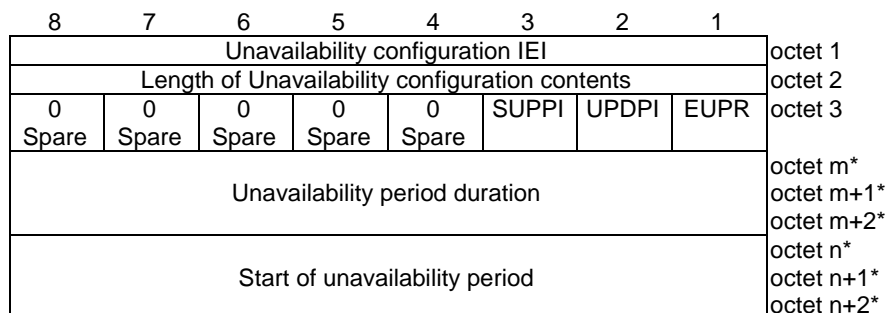 8 7 6 5 4 3 2 1
Unavailability configuration IEI octet 1
Length of Unavailability configuration contents octet 2
0 0 0 0 0 SUPPI UPDPI EUPR octet 3
Spare Spare Spare Spare Spare
octet m*
Unavailability period duration octet m+1*
octet m+2*
octet n*
Start of unavailability period octet n+1*
octet n+2*